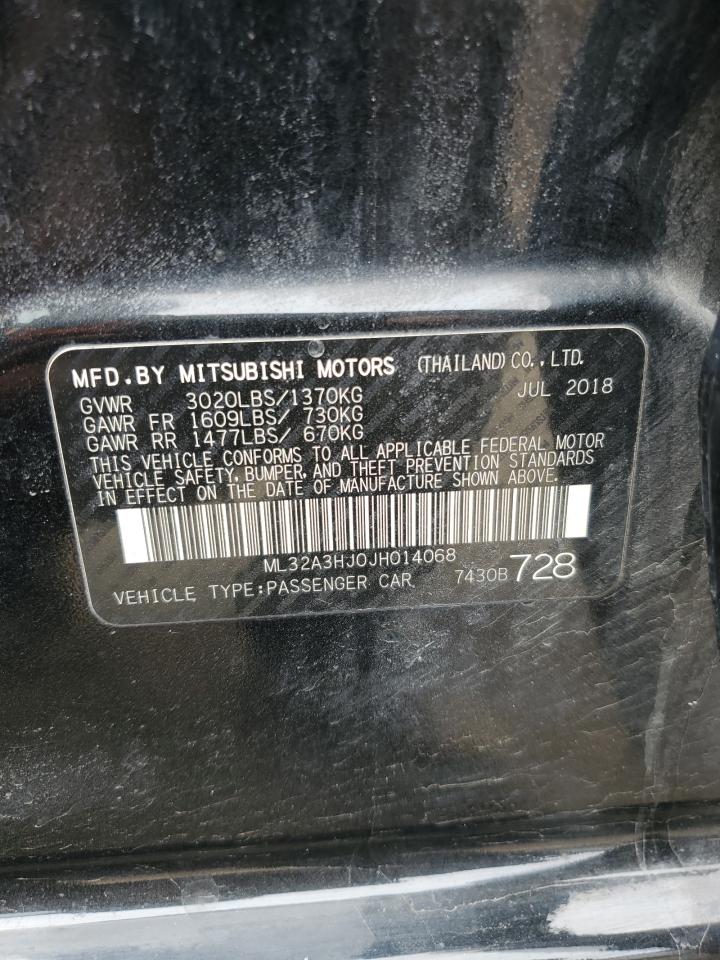 MFD.BY MITSUBISHI MOTORS (THAILAND) CO.,LTD.
GVWR 3020LBS/1370KG JUL 2018
GAWR FR 1609LBS/ 730KG
GAWR RR 1477LBS/ 670KG
THIS VEHICLE CONFORMS TO ALL APPLICABLE FEDERAL MOTOR
VEHICLE SAFETY, BUMPER, AND THEFT PREVENTION STANDARDS
IN EFFECT ON THE DATE OF MANUFACTURE SHOWN ABOVE.
ML32A3HJ0JH014068
VEHICLE TYPE:PASSENGER CAR 7430B 728